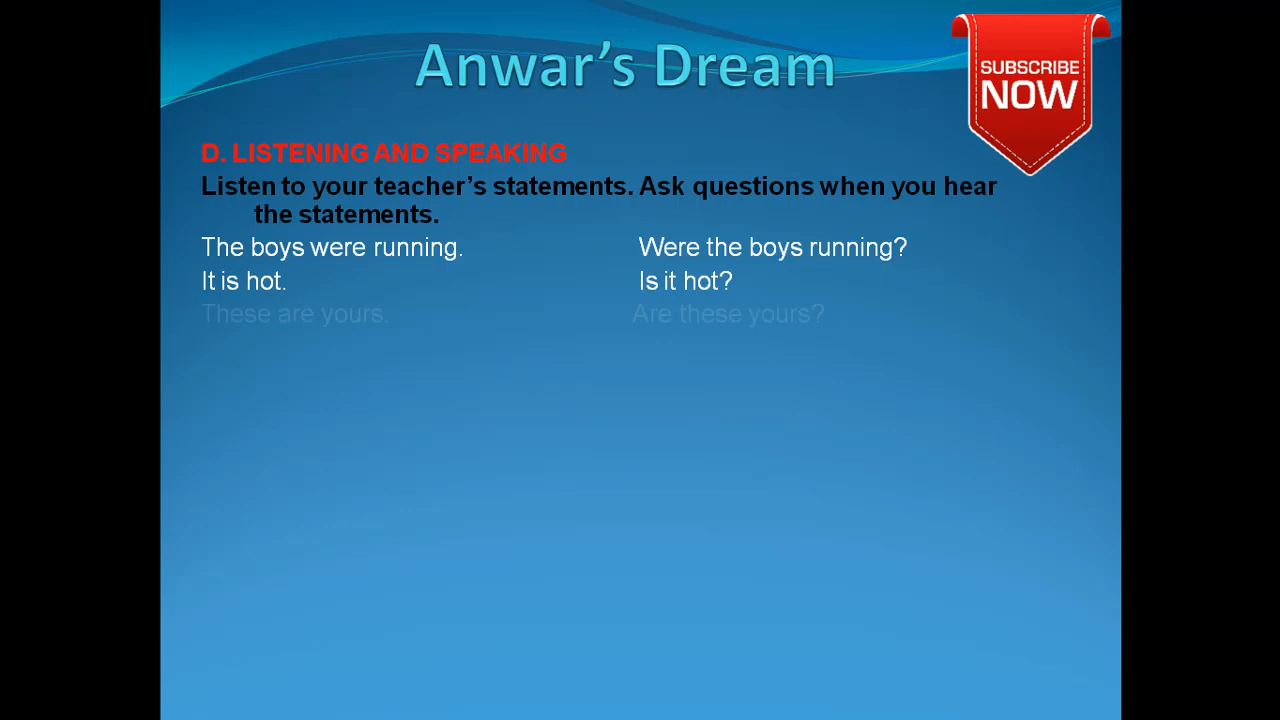 Anwar's Dream
SUBSCRIBE
NOW
D. LISTENING AND SPEAKING
Listen to your teacher's statements. Ask questions when you hear
the statements.
The boys were running. Were the boys running?
It is hot. Is it hot?
These are yours. Are these yours?